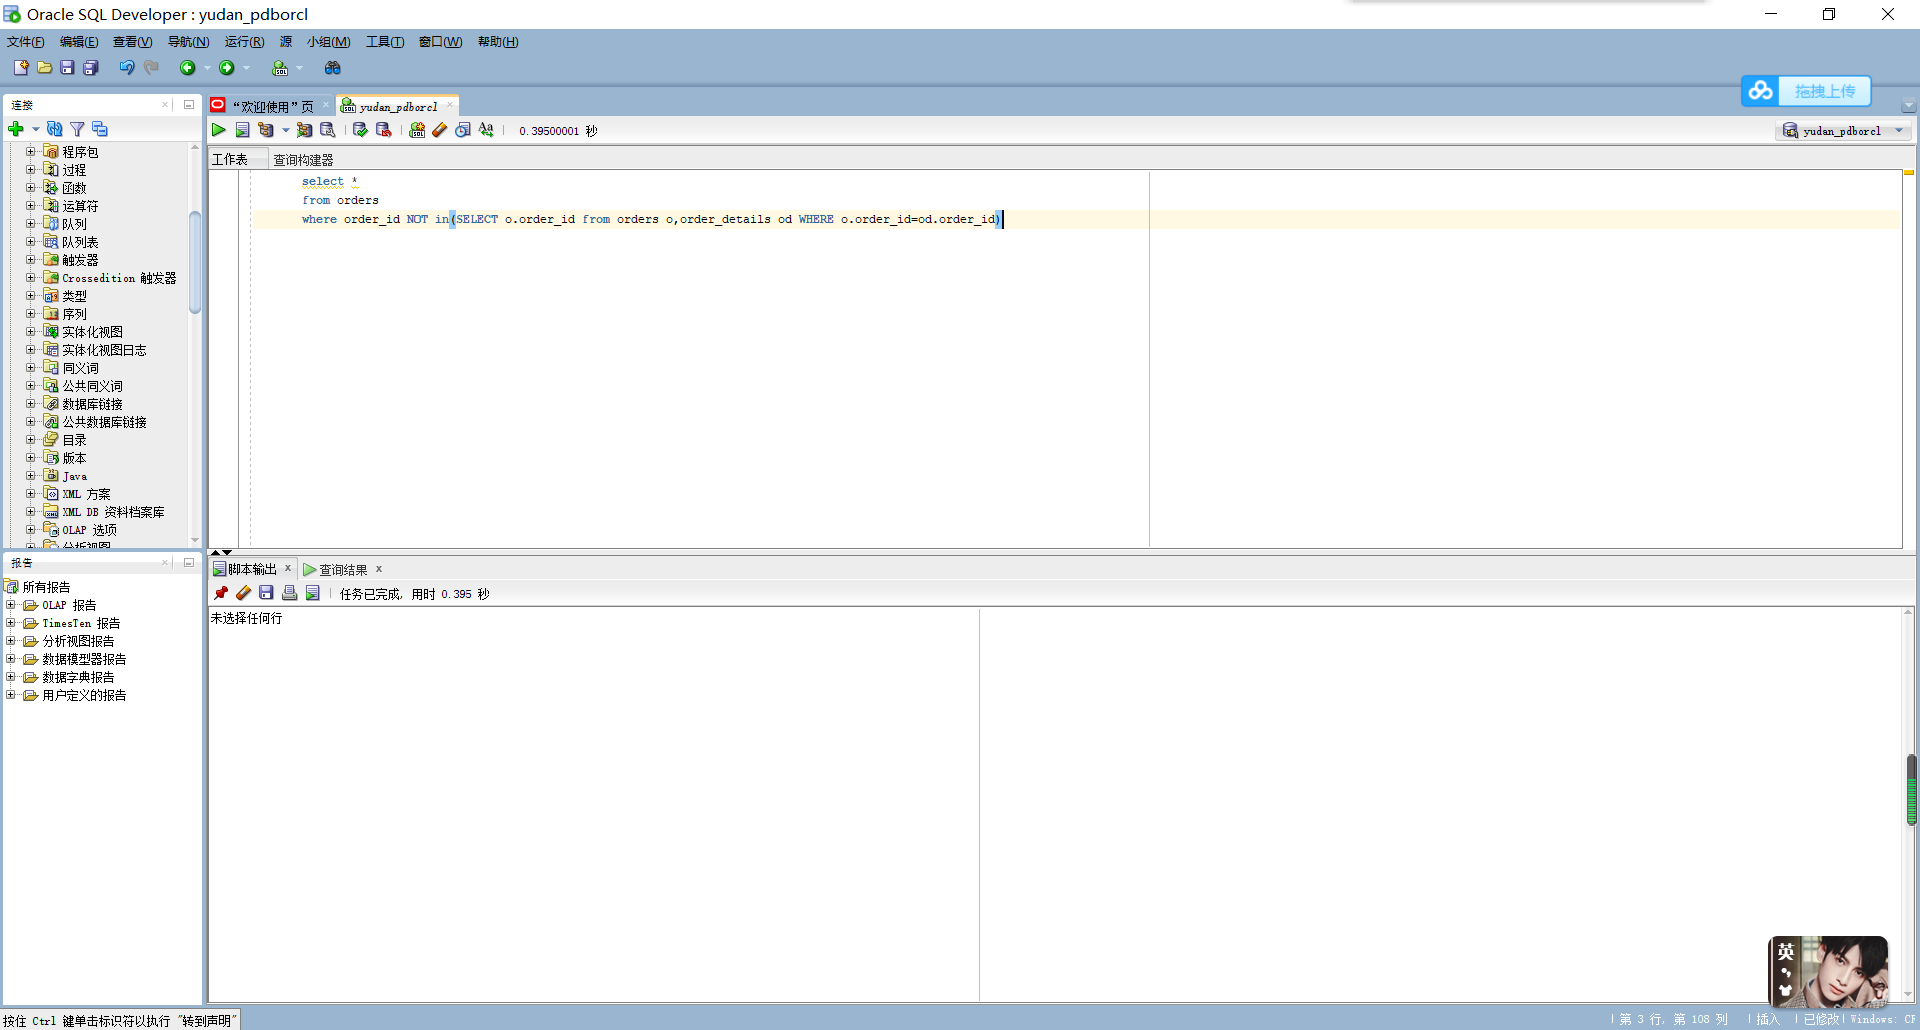 Oracle SQL Developer : yudan_pdborcl
文件(F) 编辑(E) 查看(V) 导航(N) 运行(R) 源 小组(M) 工具(T) 窗口(W) 帮助(H)
拖拽上传
连接
“欢迎使用”页
yudan_pdborcl
0.39500001 秒
yudan_pdborcl
工作表 查询构建器
程序包
过程
函数
运算符
队列
队列表
触发器
Crossedition 触发器
类型
序列
实体化视图
实体化视图日志
同义词
公共同义词
数据库链接
公共数据库链接
目录
版本
Java
XML 方案
XML DB 资料档案库
OLAP 选项
分析视图
select *
from orders
where order_id NOT in(SELECT o.order_id from orders o,order_details od WHERE o.order_id=od.order_id)
报告
所有报告
OLAP 报告
TimesTen 报告
分析视图报告
数据模型器报告
数据字典报告
用户定义的报告
脚本输出 x 查询结果 x
任务已完成, 用时 0.395 秒
未选择任何行
英
按住 Ctrl 键单击标识符以执行 "转到声明"
第 3 行, 第 108 列 插入 已修改 Windows: CF